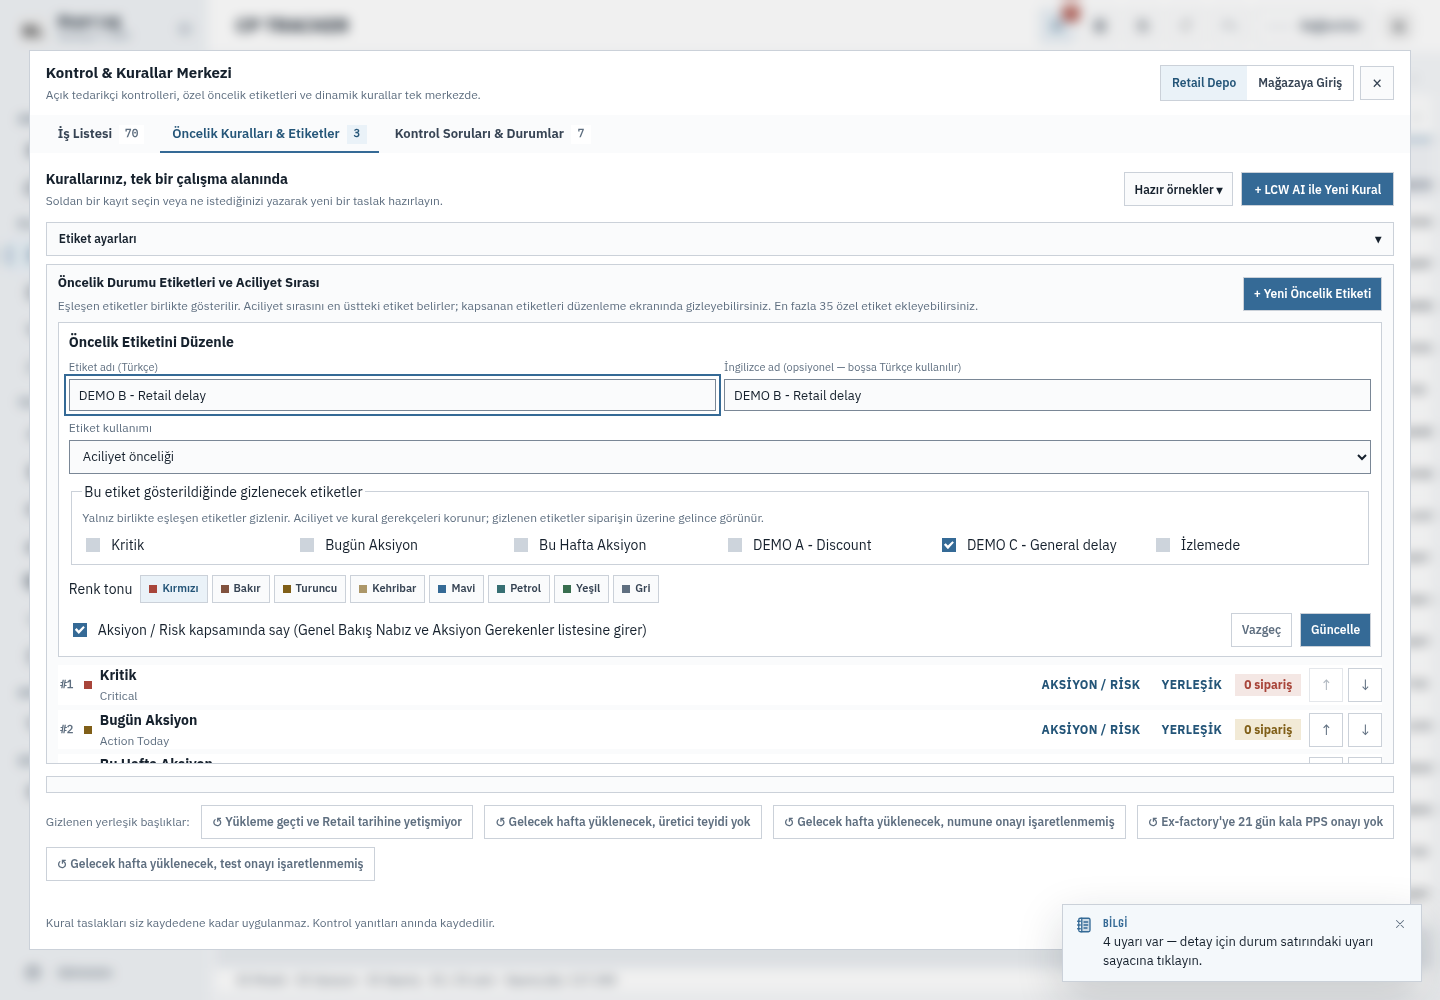 OP TRACKER
Kontrol & Kurallar Merkezi
Açık tedarikçi kontrolleri, özel öncelik etiketleri ve dinamik kurallar tek merkezde.
Retail Depo
Mağazaya Giriş
×
İş Listesi 70
Öncelik Kuralları & Etiketler 3
Kontrol Soruları & Durumlar 7
Kurallarınız, tek bir çalışma alanında
Soldan bir kayıt seçin veya ne istediğinizi yazarak yeni bir taslak hazırlayın.
Hazır örnekler ▾
+ LCW AI ile Yeni Kural
Etiket ayarları ▾
Öncelik Durumu Etiketleri ve Aciliyet Sırası
Eşleşen etiketler birlikte gösterilir. Aciliyet sırasını en üstteki etiket belirler; kapsanan etiketleri düzenleme ekranında gizleyebilirsiniz. En fazla 35 özel etiket ekleyebilirsiniz.
+ Yeni Öncelik Etiketi
Öncelik Etiketini Düzenle
Etiket adı (Türkçe)
İngilizce ad (opsiyonel — boşsa Türkçe kullanılır)
DEMO B - Retail delay
DEMO B - Retail delay
Etiket kullanımı
Aciliyet önceliği
Bu etiket gösterildiğinde gizlenecek etiketler
Yalnız birlikte eşleşen etiketler gizlenir. Aciliyet ve kural gerekçeleri korunur; gizlenen etiketler siparişin üzerine gelince görünür.
Kritik
Bugün Aksiyon
Bu Hafta Aksiyon
DEMO A - Discount
DEMO C - General delay
İzlemede
Renk tonu
Kırmızı
Bakır
Turuncu
Kehribar
Mavi
Petrol
Yeşil
Gri
Aksiyon / Risk kapsamında say (Genel Bakış Nabız ve Aksiyon Gerekenler listesine girer)
Vazgeç
Güncelle
#1 Kritik
Critical
AKSİYON / RİSK YERLEŞİK 0 sipariş ↑ ↓
#2 Bugün Aksiyon
Action Today
AKSİYON / RİSK YERLEŞİK 0 sipariş ↑ ↓
Bu Hafta Aksiyon
Gizlenen yerleşik başlıklar:
↺ Yükleme geçti ve Retail tarihine yetişmiyor
↺ Gelecek hafta yüklenecek, üretici teyidi yok
↺ Gelecek hafta yüklenecek, numune onayı işaretlenmemiş
↺ Ex-factory'ye 21 gün kala PPS onayı yok
↺ Gelecek hafta yüklenecek, test onayı işaretlenmemiş
Kural taslakları siz kaydedene kadar uygulanmaz. Kontrol yanıtları anında kaydedilir.
BİLGİ
4 uyarı var — detay için durum satırındaki uyarı
sayacına tıklayın.